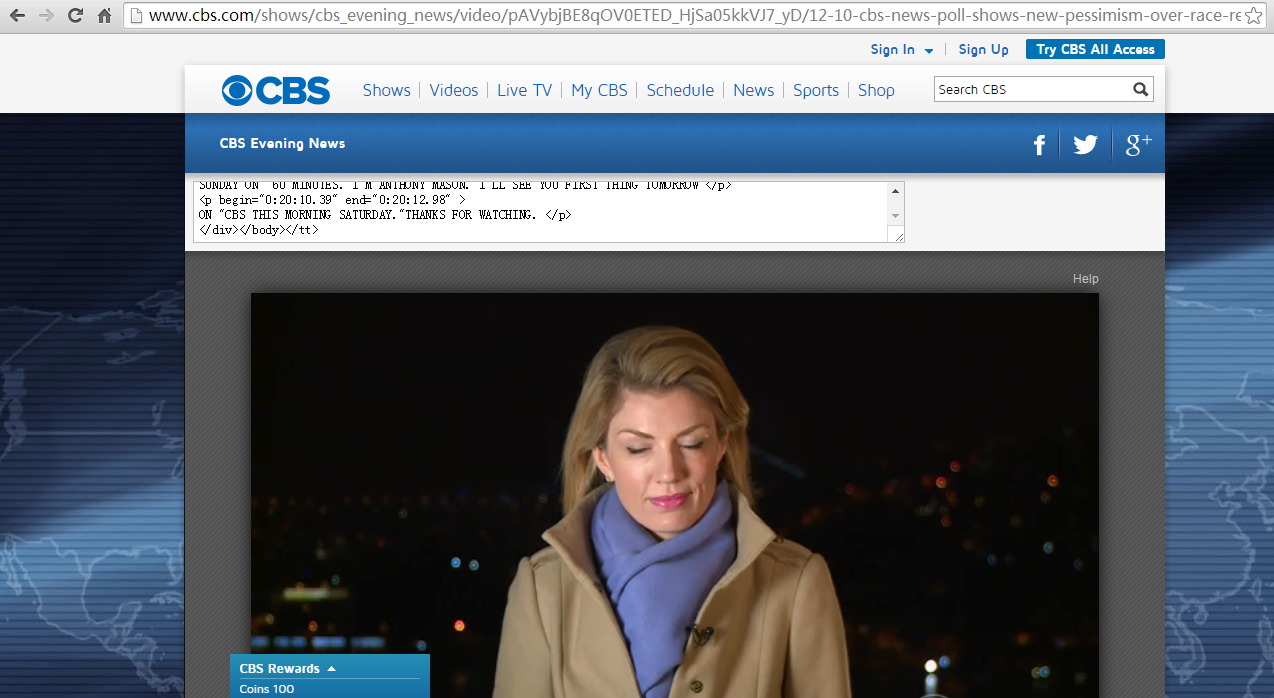 www.cbs.com/shows/cbs_evening_news/video/pAVybjBE8qOV0ETED_HjSa05kkVJ7_yD/12-10-cbs-news-poll-shows-new-pessimism-over-race-re
Sign In Sign Up Try CBS All Access
CBS Shows Videos Live TV My CBS Schedule News Sports Shop Search CBS
CBS Evening News f g+
SUNDAY ON "60 MINUTES." I'M ANTHONY MASON. I'LL SEE YOU FIRST THING TOMORROW </p>
<p begin="0:20:10.39" end="0:20:12.98" >
ON "CBS THIS MORNING SATURDAY."THANKS FOR WATCHING. </p>
</div></body></tt>
Help
CBS Rewards
Coins 100